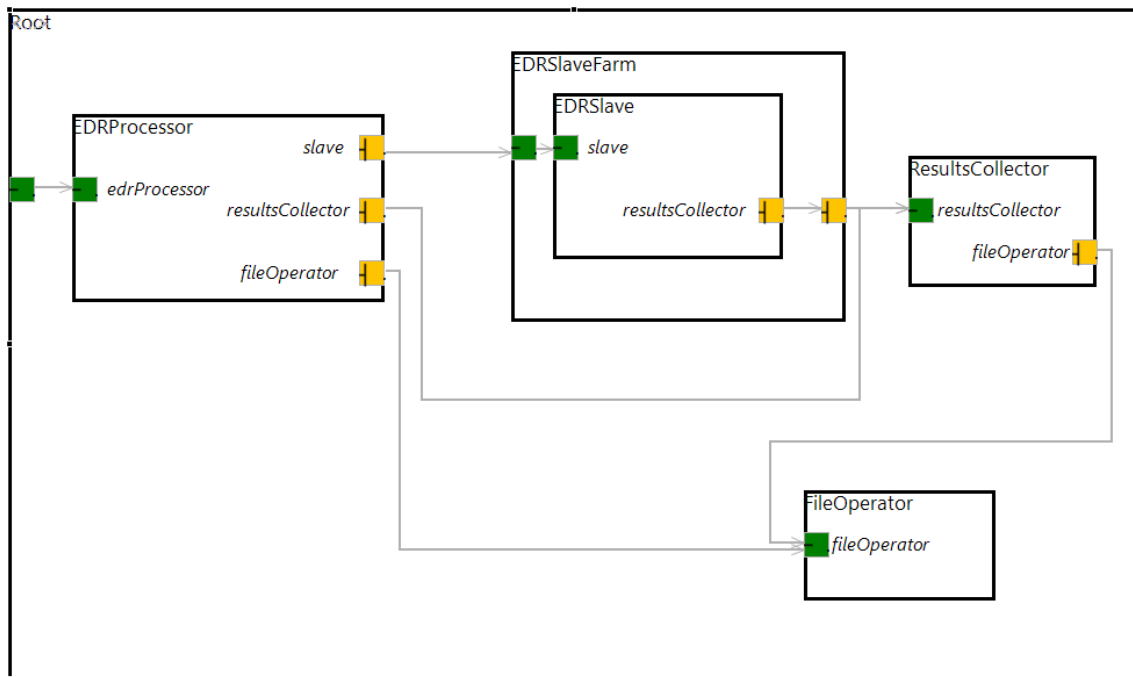 Root
EDRSlaveFarm
EDRSlave
EDRProcessor
slave
slave
ResultsCollector
edrProcessor
resultsCollector
resultsCollector
resultsCollector
fileOperator
fileOperator
FileOperator
fileOperator